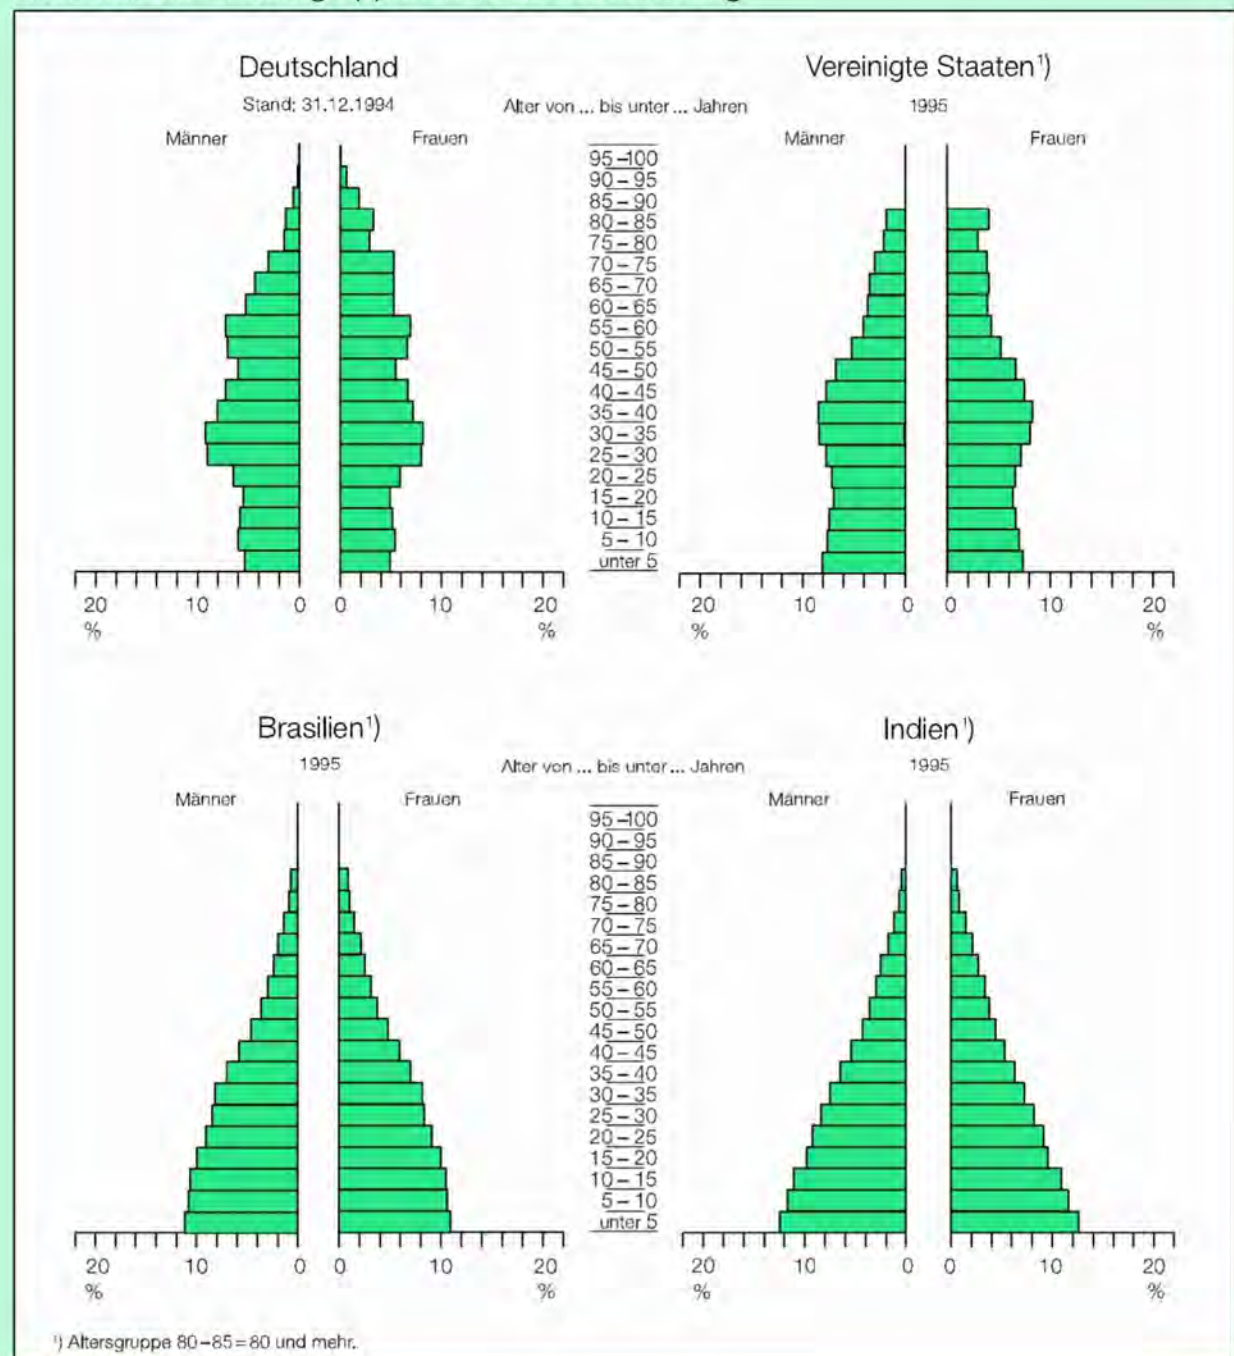 Deutschland
Stand: 31.12.1994
Männer
Frauen
Alter von ... bis unter ... Jahren
Vereinigte Staaten¹)
1995
Männer
Frauen
95–100
90–95
85–90
80–85
75–80
70–75
65–70
60–65
55–60
50–55
45–50
40–45
35–40
30–35
25–30
20–25
15–20
10–15
5–10
unter 5
20 10 0 0 10 20
% %
20 10 0 0 10 20
% %
Brasilien¹)
1995
Männer
Frauen
Alter von ... bis unter ... Jahren
Indien¹)
1995
Männer
Frauen
95–100
90–95
85–90
80–85
75–80
70–75
65–70
60–65
55–60
50–55
45–50
40–45
35–40
30–35
25–30
20–25
15–20
10–15
5–10
unter 5
20 10 0 0 10 20
% %
20 10 0 0 10 20
% %
¹) Altersgruppe 80–85=80 und mehr.